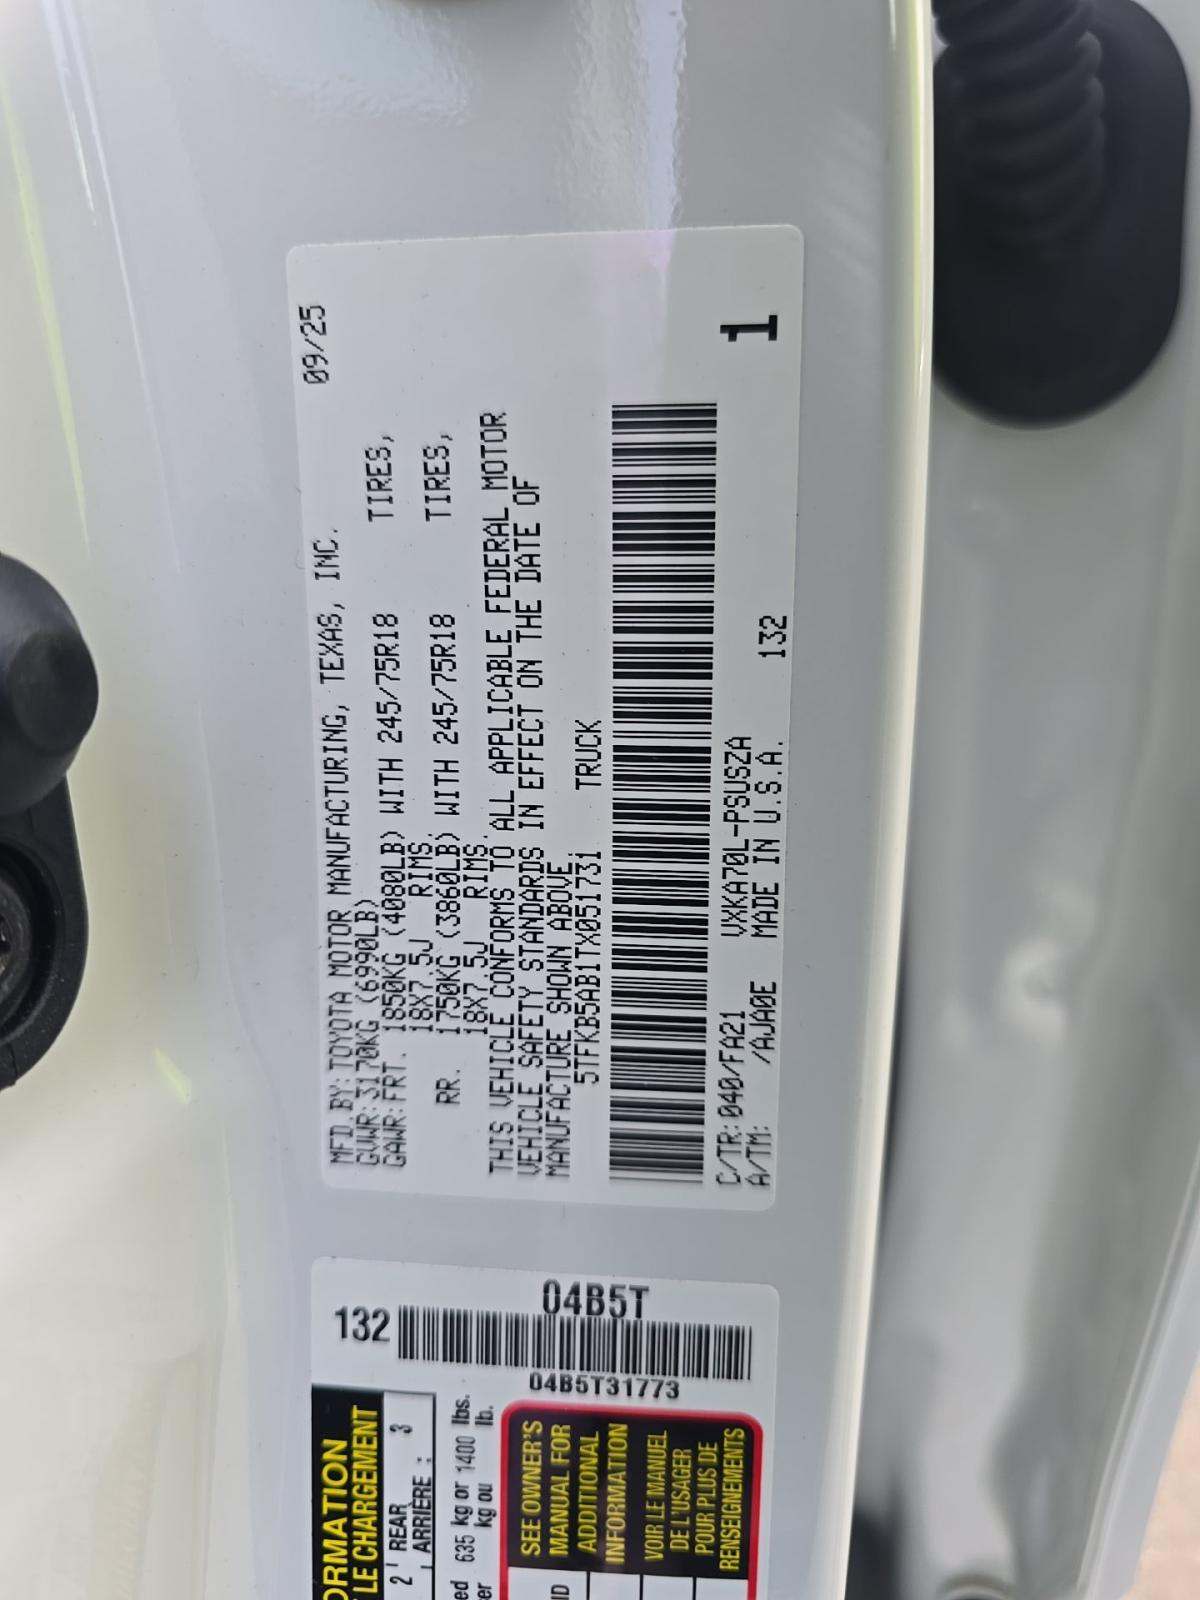 09/25
MFD.BY:TOYOTA MOTOR MANUFACTURING, TEXAS, INC.
GVWR:3170KG (6990LB)
GAWR:FRT. 1850KG (4080LB) WITH 245/75R18 TIRES,
18X7.5J RIMS,
RR. 1750KG (3860LB) WITH 245/75R18 TIRES,
18X7.5J RIMS.
THIS VEHICLE CONFORMS TO ALL APPLICABLE FEDERAL MOTOR
VEHICLE SAFETY STANDARDS IN EFFECT ON THE DATE OF
MANUFACTURE SHOWN ABOVE.
5TFKB5AB1TX051731 TRUCK
1
C/TR:040/FA21 VXKA70L-PSUSZA
A/TM: /AJA0E MADE IN U.S.A. 132
132
04B5T
04B5T31773
LE CHARGEMENT
2 REAR
ARRIÈRE : 3
635 kg or 1400 lbs.
kg ou lb.
SEE OWNER'S
MANUAL FOR
ADDITIONAL
INFORMATION
VOIR LE MANUEL
DE L'USAGER
POUR PLUS DE
RENSEIGNEMENTS